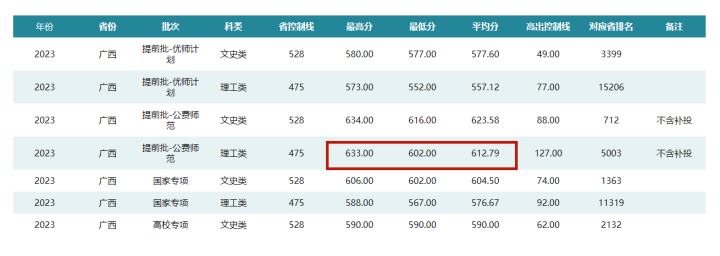 年份 省份 批次 科类 省控制线 最高分 最低分 平均分 高出控制线 对应省排名 备注
2023 广西 提前批-优师计划 文史类 528 580.00 577.00 577.60 49.00 3399
2023 广西 提前批-优师计划 理工类 475 573.00 552.00 557.12 77.00 15206
2023 广西 提前批-公费师范 文史类 528 634.00 616.00 623.58 88.00 712 不含补投
2023 广西 提前批-公费师范 理工类 475 633.00 602.00 612.79 127.00 5003 不含补投
2023 广西 国家专项 文史类 528 606.00 602.00 604.50 74.00 1363
2023 广西 国家专项 理工类 475 588.00 567.00 576.67 92.00 11319
2023 广西 高校专项 文史类 528 590.00 590.00 590.00 62.00 2132